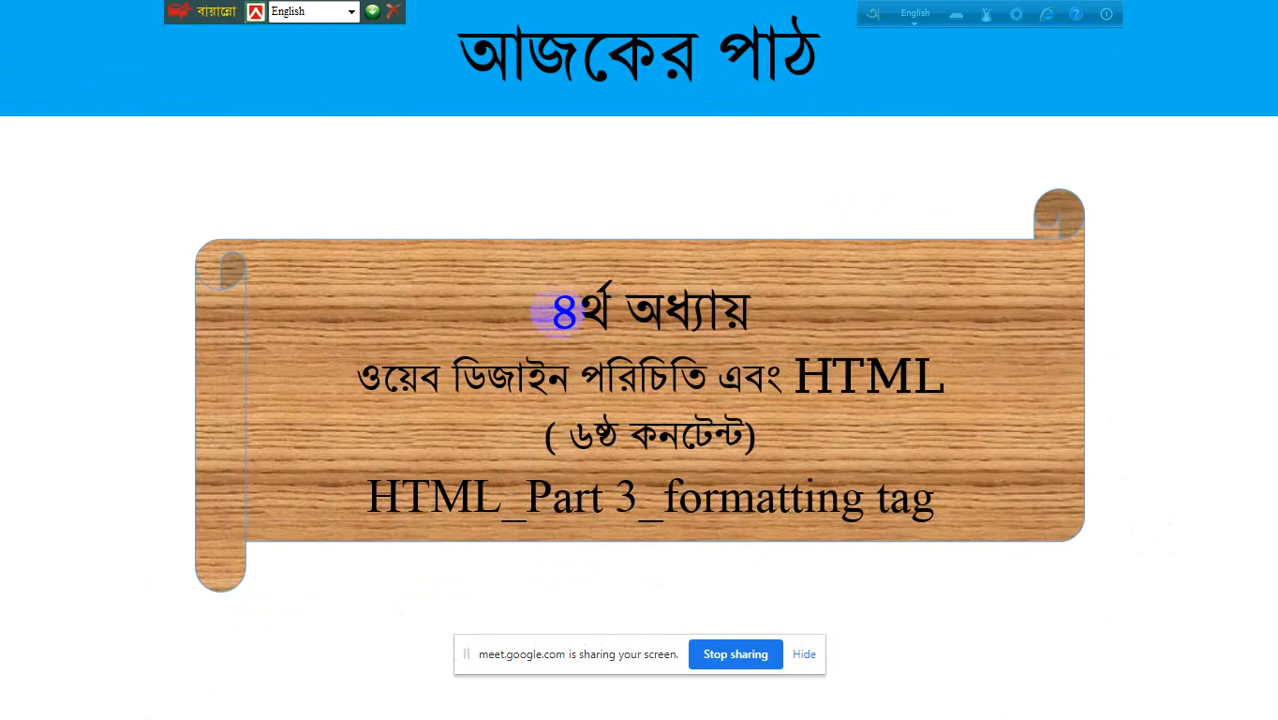 বায়ান্নো English
অ English
আজকের পাঠ
৪র্থ অধ্যায়
ওয়েব ডিজাইন পরিচিতি এবং HTML
( ৬ষ্ঠ কনটেন্ট)
HTML_Part 3_formatting tag
meet.google.com is sharing your screen. Stop sharing Hide